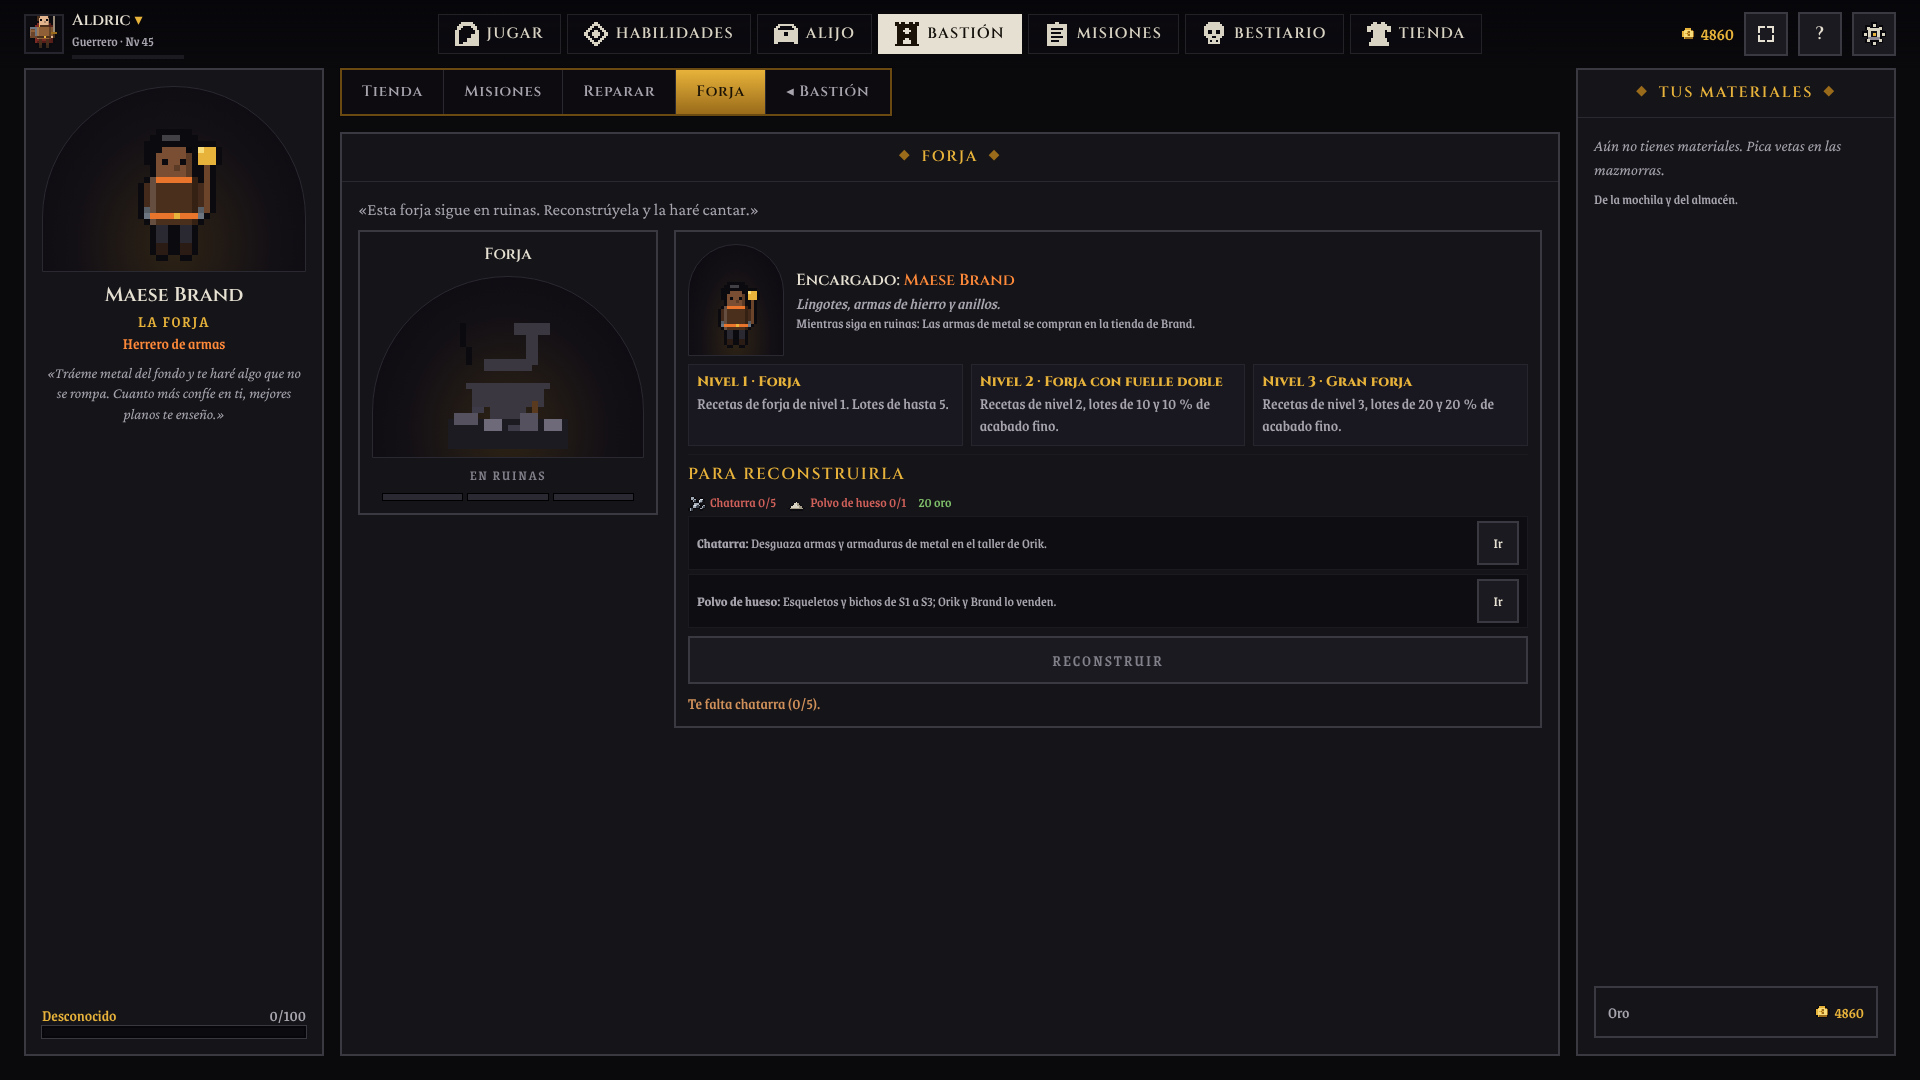 Aldric ▾
Guerrero · Nv 45
JUGAR
HABILIDADES
ALIJO
BASTIÓN
MISIONES
BESTIARIO
TIENDA
4860
?
Maese Brand
LA FORJA
Herrero de armas
«Tráeme metal del fondo y te haré algo que no
se rompa. Cuanto más confíe en ti, mejores
planos te enseño.»
Desconocido
0/100
Tienda
Misiones
Reparar
Forja
◂ Bastión
◆ FORJA ◆
«Esta forja sigue en ruinas. Reconstrúyela y la haré cantar.»
Forja
EN RUINAS
Encargado: Maese Brand
Lingotes, armas de hierro y anillos.
Mientras siga en ruinas: Las armas de metal se compran en la tienda de Brand.
Nivel 1 · Forja
Recetas de forja de nivel 1. Lotes de hasta 5.
Nivel 2 · Forja con fuelle doble
Recetas de nivel 2, lotes de 10 y 10 % de
acabado fino.
Nivel 3 · Gran forja
Recetas de nivel 3, lotes de 20 y 20 % de
acabado fino.
PARA RECONSTRUIRLA
Chatarra 0/5
Polvo de hueso 0/1
20 oro
Chatarra: Desguaza armas y armaduras de metal en el taller de Orik.
Ir
Polvo de hueso: Esqueletos y bichos de S1 a S3; Orik y Brand lo venden.
Ir
RECONSTRUIR
Te falta chatarra (0/5).
◆ TUS MATERIALES ◆
Aún no tienes materiales. Pica vetas en las
mazmorras.
De la mochila y del almacén.
Oro
4860